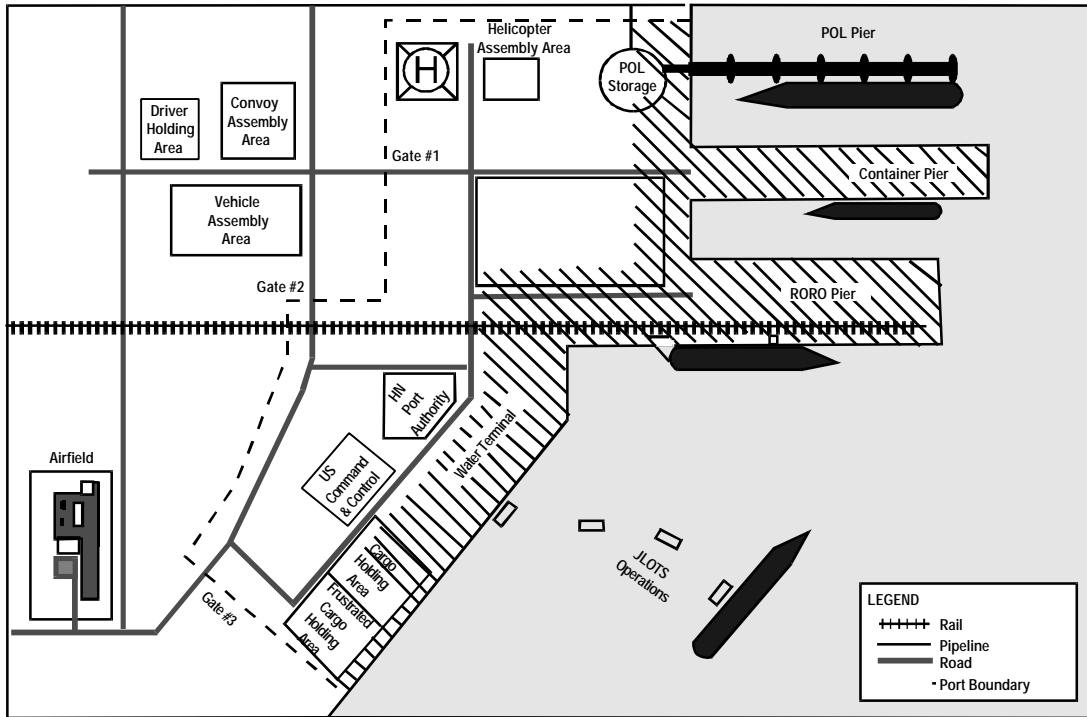 Helicopter
Assembly Area
POL Pier
H
POL
Storage
Driver
Holding
Area
Convoy
Assembly
Area
Gate #1
Container Pier
Vehicle
Assembly
Area
Gate #2
RORO Pier
HN
Port
Authority
Water Terminal
US
Command
& Control
Airfield
Cargo
Holding
Area
Frustrated
Cargo
Holding
Area
JLOTS
Operations
Gate #3
LEGEND
Rail
Pipeline
Road
Port Boundary